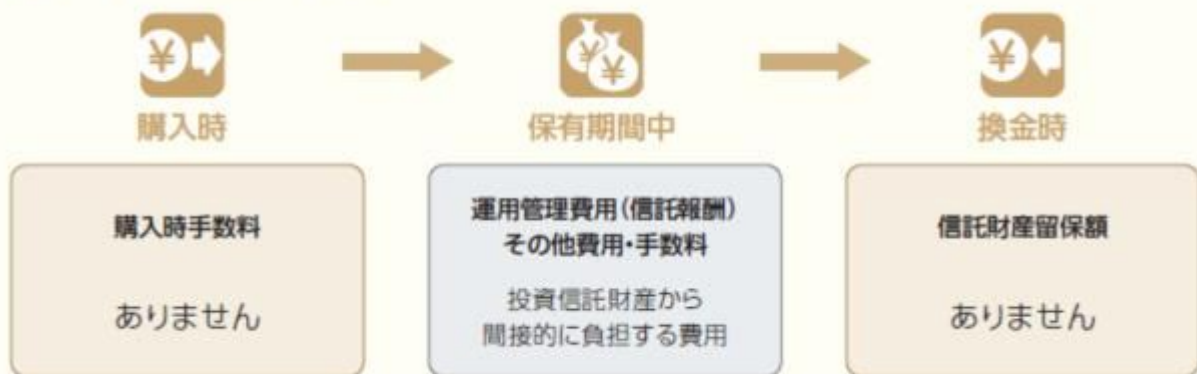 購入時
保有期間中
換金時
購入時手数料
ありません
運用管理費用(信託報酬)
その他費用・手数料
投資信託財産から
間接的に負担する費用
信託財産留保額
ありません